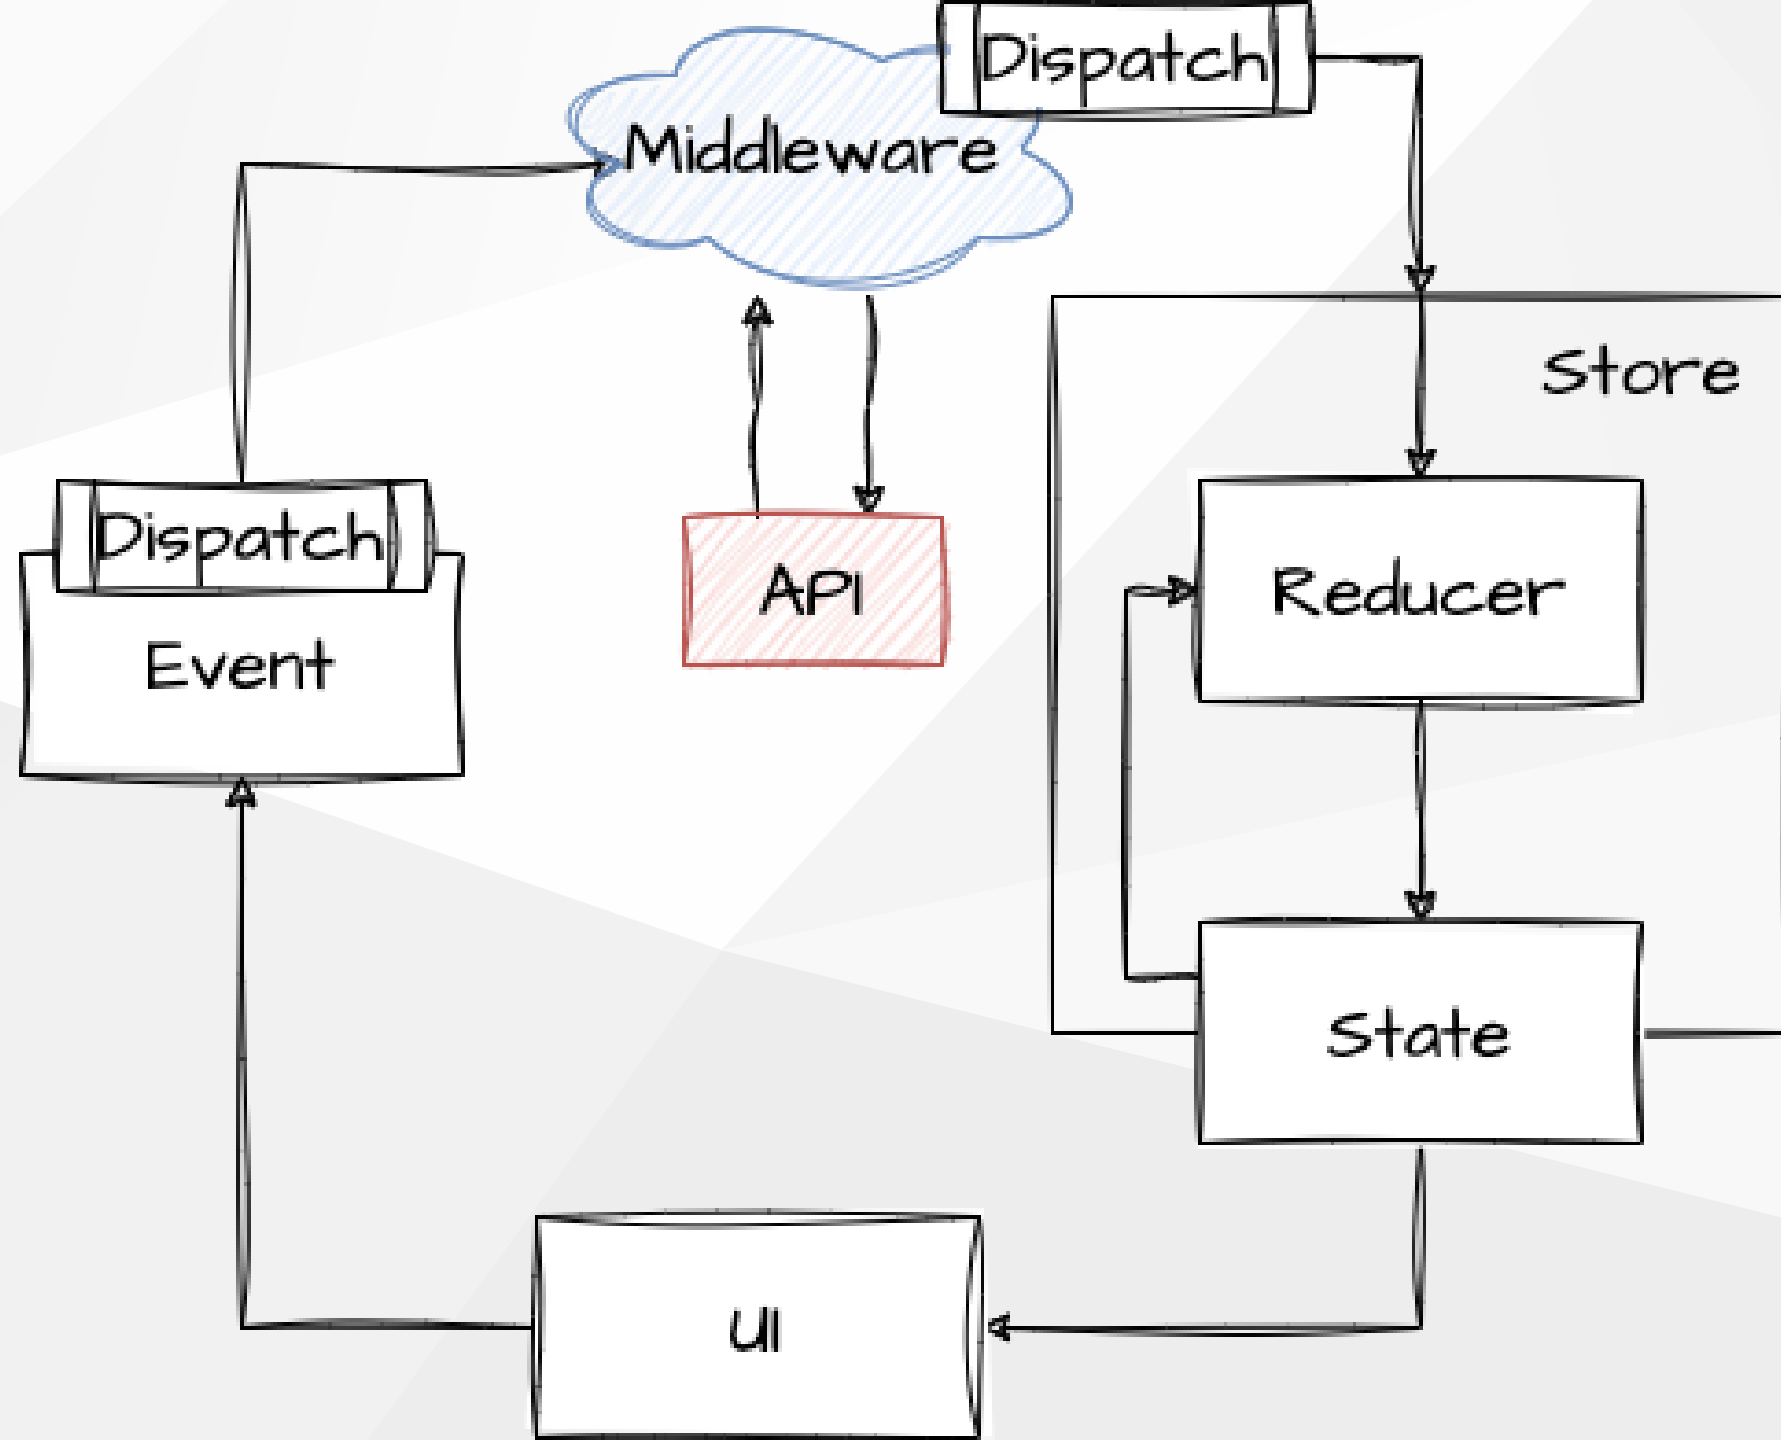 Dispatch
Middleware
Store
Dispatch
Event
API
Reducer
State
UI